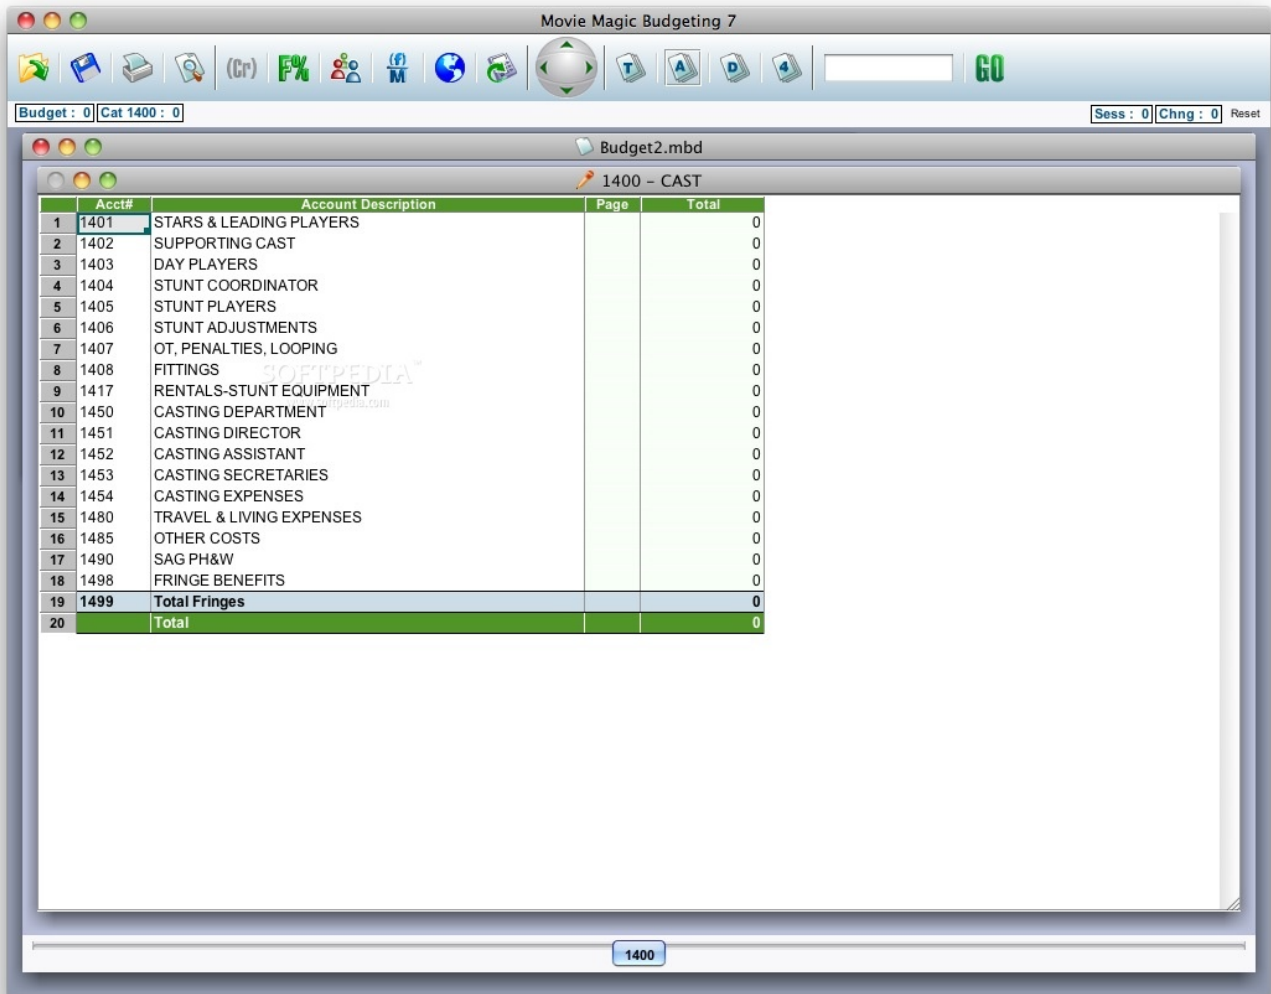 Movie Magic Budgeting 7
(Cr) F% (f) M T A D 4 GO
Budget : 0 Cat 1400 : 0 Sess : 0 Chng : 0 Reset
Budget2.mbd
1400 - CAST
Acct# Account Description Page Total
1 1401 STARS & LEADING PLAYERS 0
2 1402 SUPPORTING CAST 0
3 1403 DAY PLAYERS 0
4 1404 STUNT COORDINATOR 0
5 1405 STUNT PLAYERS 0
6 1406 STUNT ADJUSTMENTS 0
7 1407 OT, PENALTIES, LOOPING 0
8 1408 FITTINGS 0
SOFTPEDIA™
9 1417 RENTALS-STUNT EQUIPMENT 0
www.softpedia.com
10 1450 CASTING DEPARTMENT 0
11 1451 CASTING DIRECTOR 0
12 1452 CASTING ASSISTANT 0
13 1453 CASTING SECRETARIES 0
14 1454 CASTING EXPENSES 0
15 1480 TRAVEL & LIVING EXPENSES 0
16 1485 OTHER COSTS 0
17 1490 SAG PH&W 0
18 1498 FRINGE BENEFITS 0
19 1499 Total Fringes 0
20 Total 0
1400